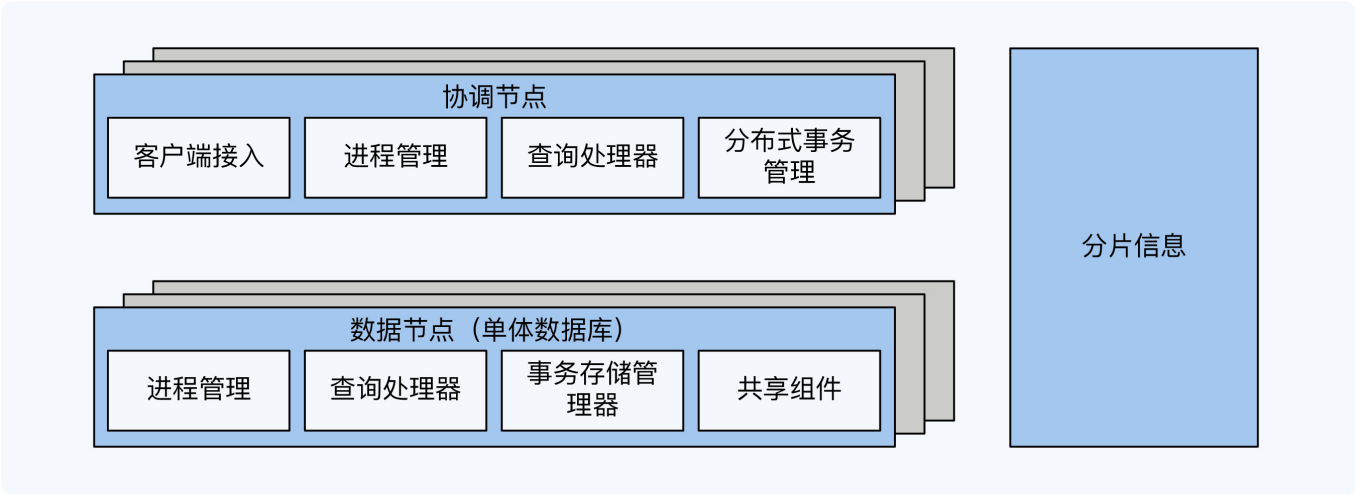 协调节点
客户端接入
进程管理
查询处理器
分布式事务
管理
数据节点（单体数据库）
进程管理
查询处理器
事务存储管
理器
共享组件
分片信息